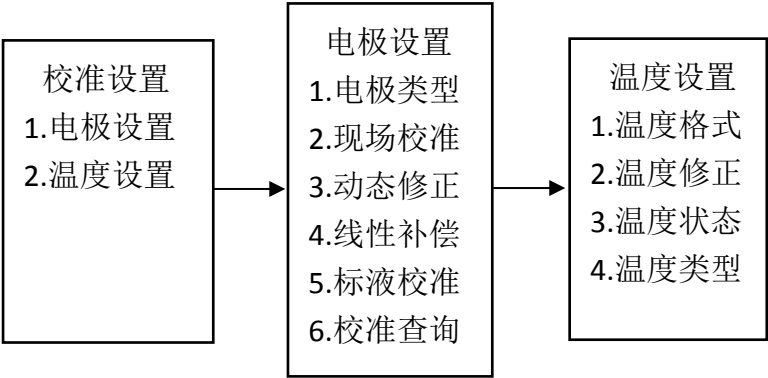 校准设置
1.电极设置
2.温度设置
电极设置
1.电极类型
2.现场校准
3.动态修正
4.线性补偿
5.标液校准
6.校准查询
温度设置
1.温度格式
2.温度修正
3.温度状态
4.温度类型